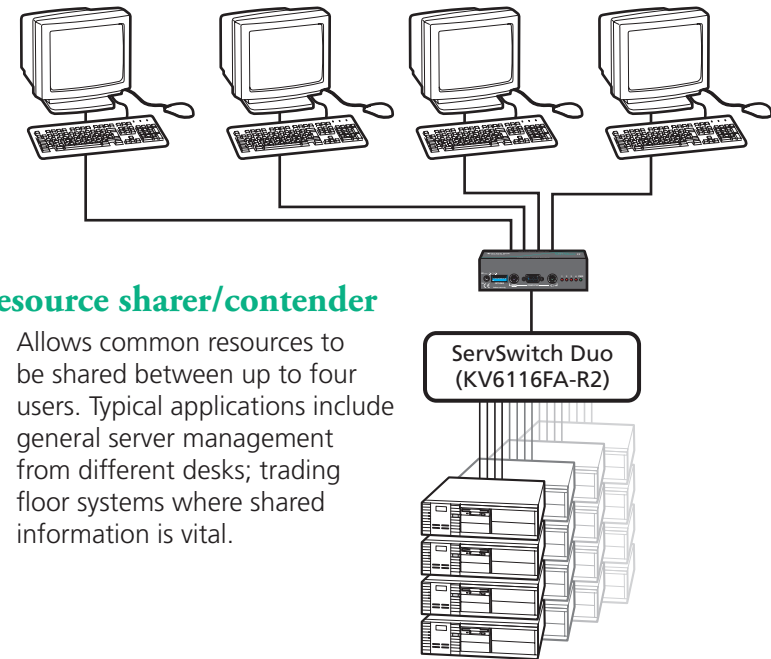 esource sharer/contender
Allows common resources to
be shared between up to four
users. Typical applications include
general server management
from different desks; trading
floor systems where shared
information is vital.
ServSwitch Duo
(KV6116FA-R2)